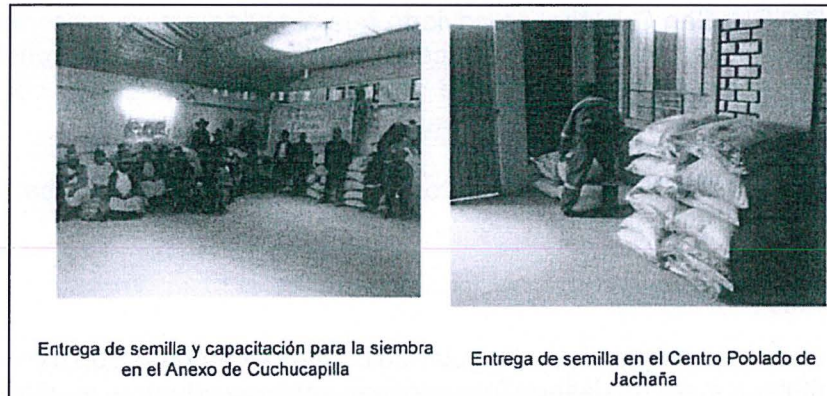 Entrega de semilla y capacitación para la siembra
en el Anexo de Cuchucapilla
Entrega de semilla en el Centro Poblado de
Jachaña